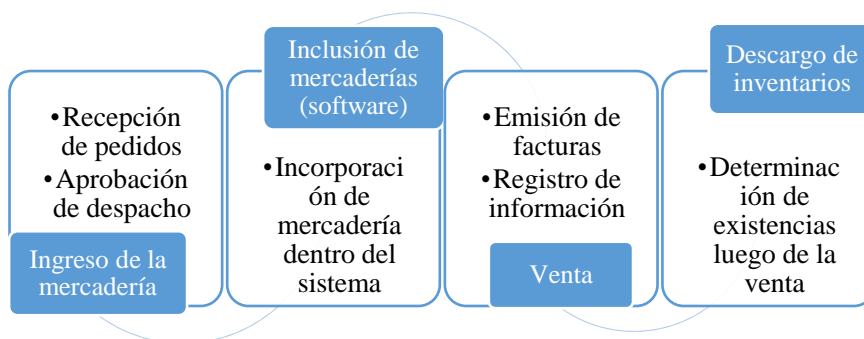 •Recepción
de pedidos
•Aprobación
de despacho
Ingreso de la
mercadería
Inclusión de
mercaderías
(software)
•Incorporaci
ón de
mercadería
dentro del
sistema
•Emisión de
facturas
•Registro de
información
Venta
Descargo de
inventarios
•Determinac
ión de
existencias
luego de la
venta